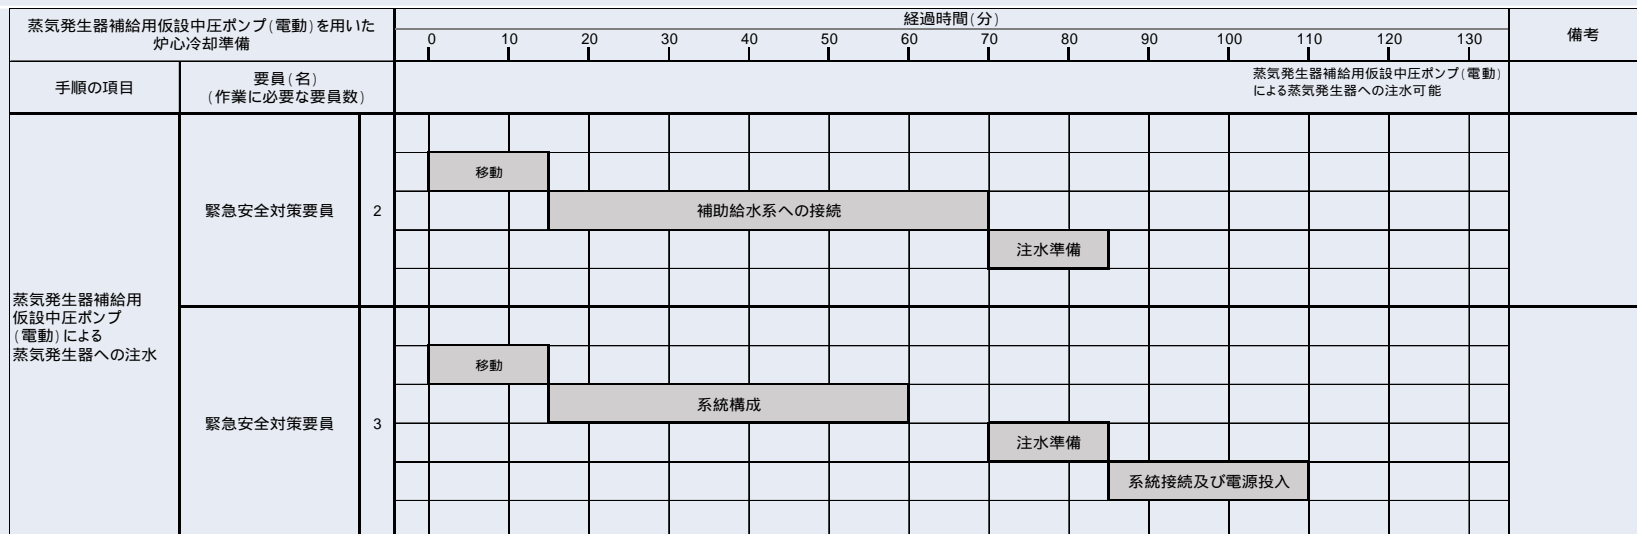 蒸気発生器補給用仮設中圧ポンプ(電動)を用いた
炉心冷却準備
経過時間(分)
0 10 20 30 40 50 60 70 80 90 100 110 120 130
備考
手順の項目
要員(名)
(作業に必要な要員数)
蒸気発生器補給用仮設中圧ポンプ(電動)
による蒸気発生器への注水可能
蒸気発生器補給用
仮設中圧ポンプ
(電動)による
蒸気発生器への注水
緊急安全対策要員
2
移動
補助給水系への接続
注水準備
緊急安全対策要員
3
移動
系統構成
注水準備
系統接続及び電源投入